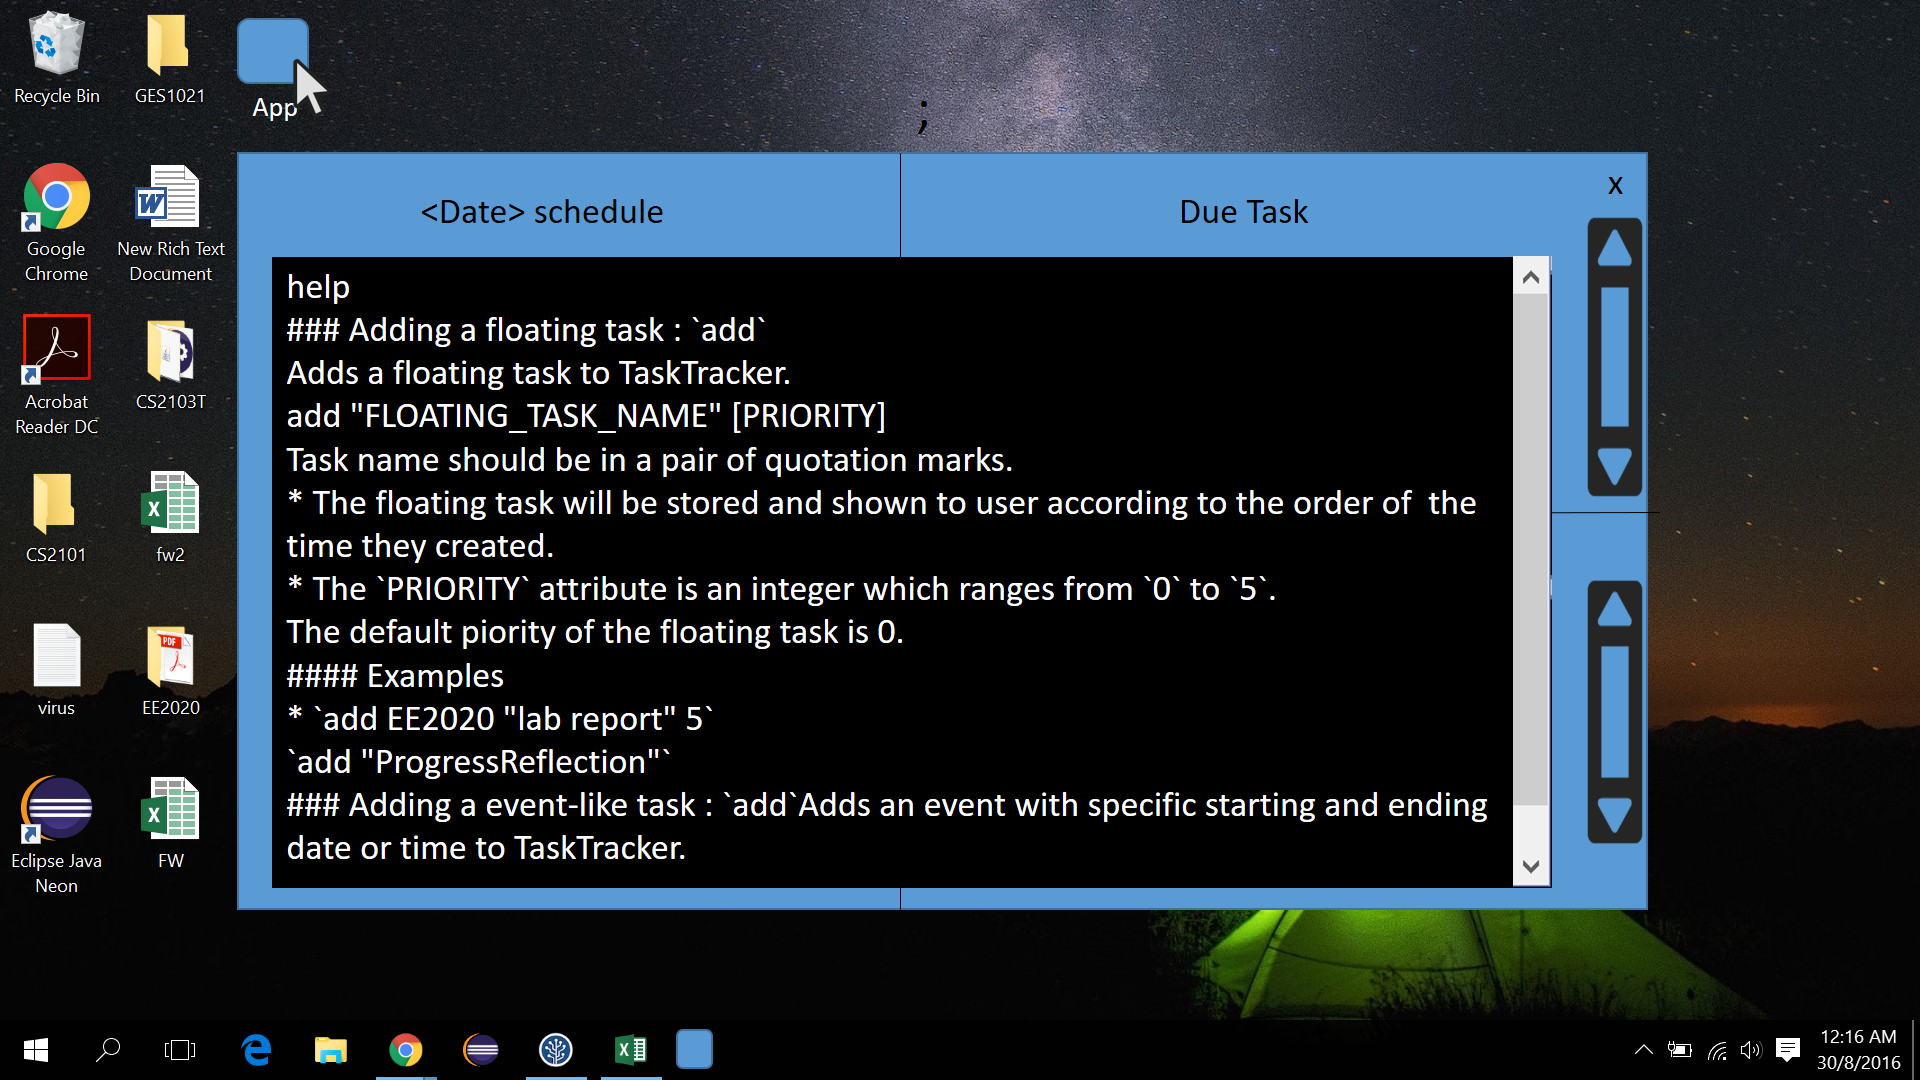 Recycle Bin
GES1021
App
;
Google
Chrome
New Rich Text
Document
Acrobat
Reader DC
CS2103T
CS2101
fw2
virus
EE2020
Eclipse Java
Neon
FW
<Date> schedule
Due Task
x
help
### Adding a floating task : `add`
Adds a floating task to TaskTracker.
add "FLOATING_TASK_NAME" [PRIORITY]
Task name should be in a pair of quotation marks.
* The floating task will be stored and shown to user according to the order of  the
time they created.
* The `PRIORITY` attribute is an integer which ranges from `0` to `5`.
The default piority of the floating task is 0.
#### Examples
* `add EE2020 "lab report" 5`
`add "ProgressReflection"`
### Adding a event-like task : `add`Adds an event with specific starting and ending
date or time to TaskTracker.
12:16 AM
30/8/2016